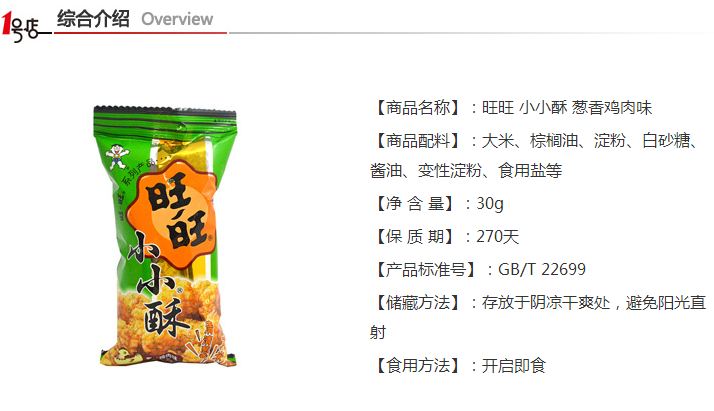 1号店 综合介绍 Overview
系列产品
旺旺
小小酥
【商品名称】：旺旺 小小酥 葱香鸡肉味
【商品配料】：大米、棕榈油、淀粉、白砂糖、
酱油、变性淀粉、食用盐等
【净 含 量】：30g
【保 质 期】：270天
【产品标准号】：GB/T 22699
【储藏方法】：存放于阴凉干爽处，避免阳光直
射
【食用方法】：开启即食